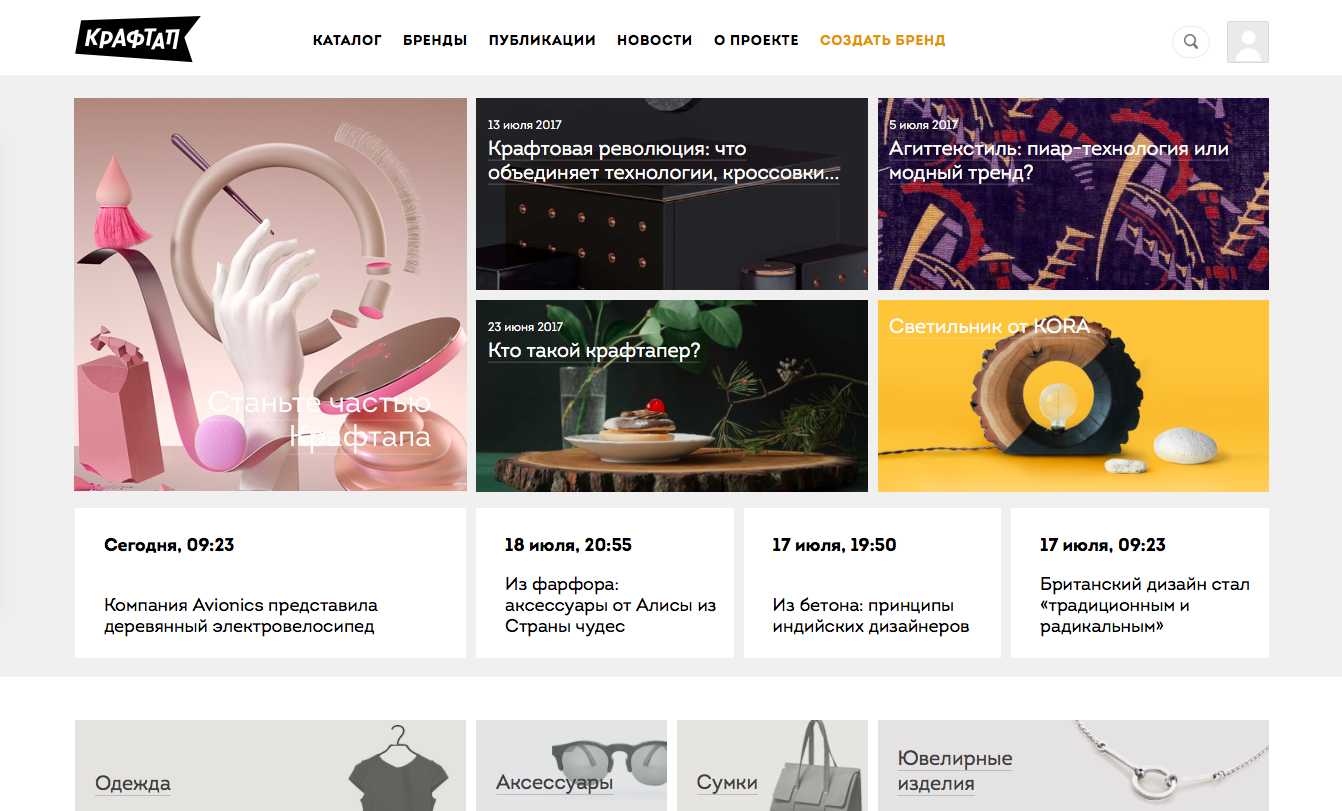 КРАФТАП
КАТАЛОГ
БРЕНДЫ
ПУБЛИКАЦИИ
НОВОСТИ
О ПРОЕКТЕ
СОЗДАТЬ БРЕНД
Станьте частью
Крафтапа
13 июля 2017
Крафтовая революция: что
объединяет технологии, кроссовки...
5 июля 2017
Агиттекстиль: пиар-технология или
модный тренд?
23 июня 2017
Кто такой крафтапер?
Светильник от KORA
Сегодня, 09:23
Компания Avionics представила
деревянный электровелосипед
18 июля, 20:55
Из фарфора:
аксессуары от Алисы из
Страны чудес
17 июля, 19:50
Из бетона: принципы
индийских дизайнеров
17 июля, 09:23
Британский дизайн стал
«традиционным и
радикальным»
Одежда
Аксессуары
Сумки
Ювелирные
изделия